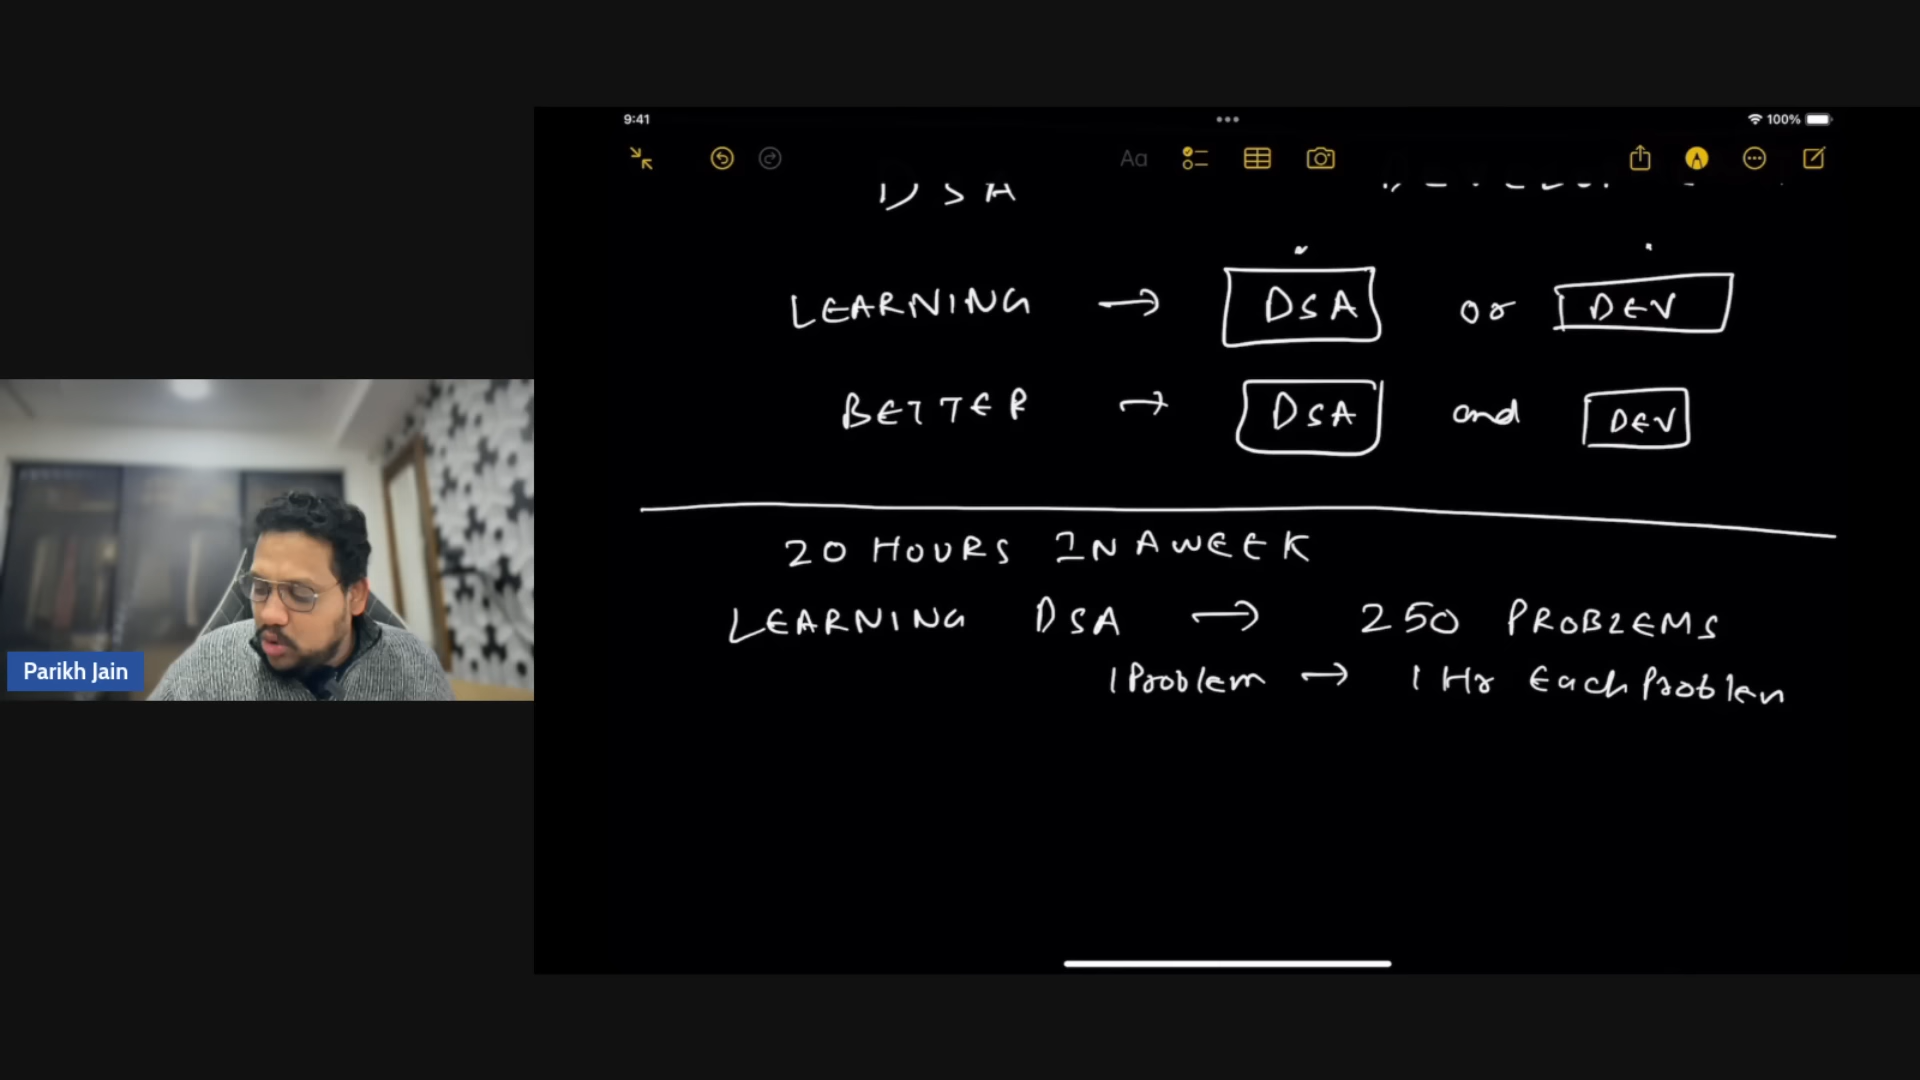 9:41
100%
Aa
DSA
LEARNING → DSA or DEV
BETTER → DSA and DEV
20 HOURS IN A WEEK
LEARNING DSA → 250 PROBLEMS
1 Problem → 1 Hr Each Problem
Parikh Jain